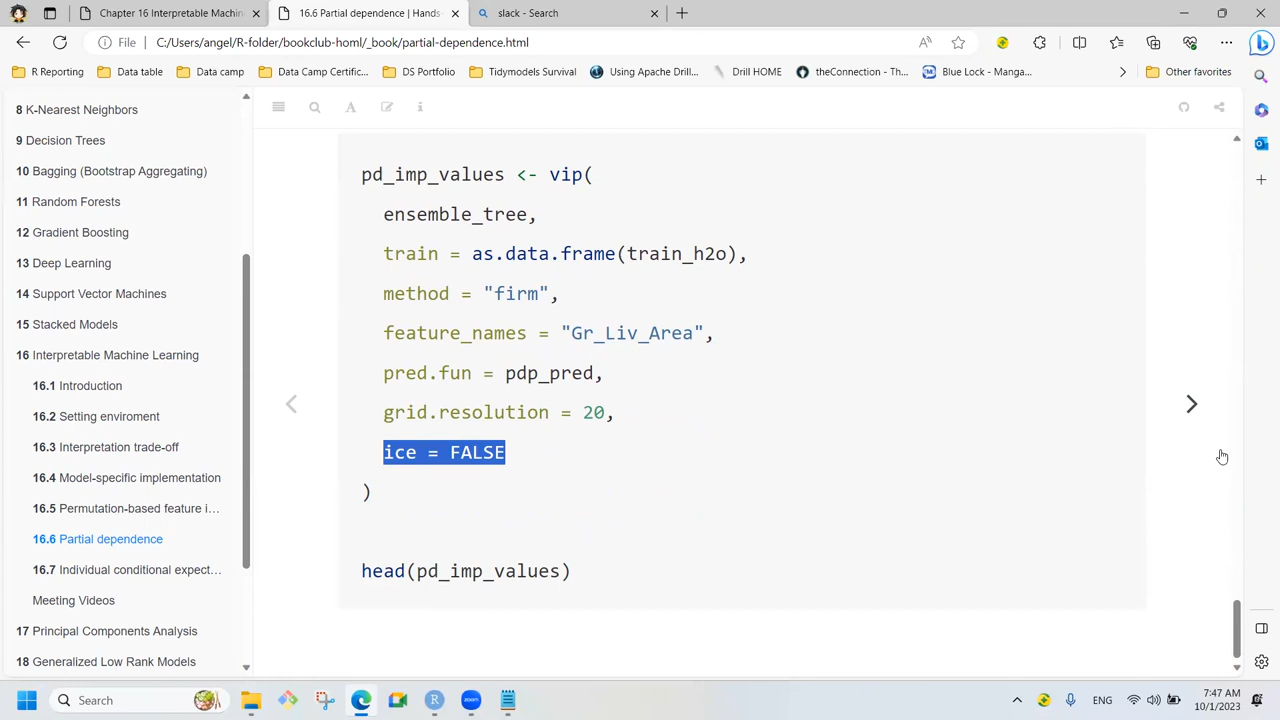 Chapter 16 Interpretable Machin
16.6 Partial dependence | Hands-
slack - Search
File
C:/Users/angel/R-folder/bookclub-homl/_book/partial-dependence.html
R Reporting
Data table
Data camp
Data Camp Certific...
DS Portfolio
Tidymodels Survival
Using Apache Drill...
Drill HOME
theConnection - Th...
Blue Lock - Manga...
Other favorites
8 K-Nearest Neighbors
9 Decision Trees
10 Bagging (Bootstrap Aggregating)
11 Random Forests
12 Gradient Boosting
13 Deep Learning
14 Support Vector Machines
15 Stacked Models
16 Interpretable Machine Learning
16.1 Introduction
16.2 Setting enviroment
16.3 Interpretation trade-off
16.4 Model-specific implementation
16.5 Permutation-based feature i...
16.6 Partial dependence
16.7 Individual conditional expect...
Meeting Videos
17 Principal Components Analysis
18 Generalized Low Rank Models
pd_imp_values <- vip(
ensemble_tree,
train = as.data.frame(train_h2o),
method = "firm",
feature_names = "Gr_Liv_Area",
pred.fun = pdp_pred,
grid.resolution = 20,
ice = FALSE
)
head(pd_imp_values)
Search
zoom
ENG
7:47 AM
10/1/2023